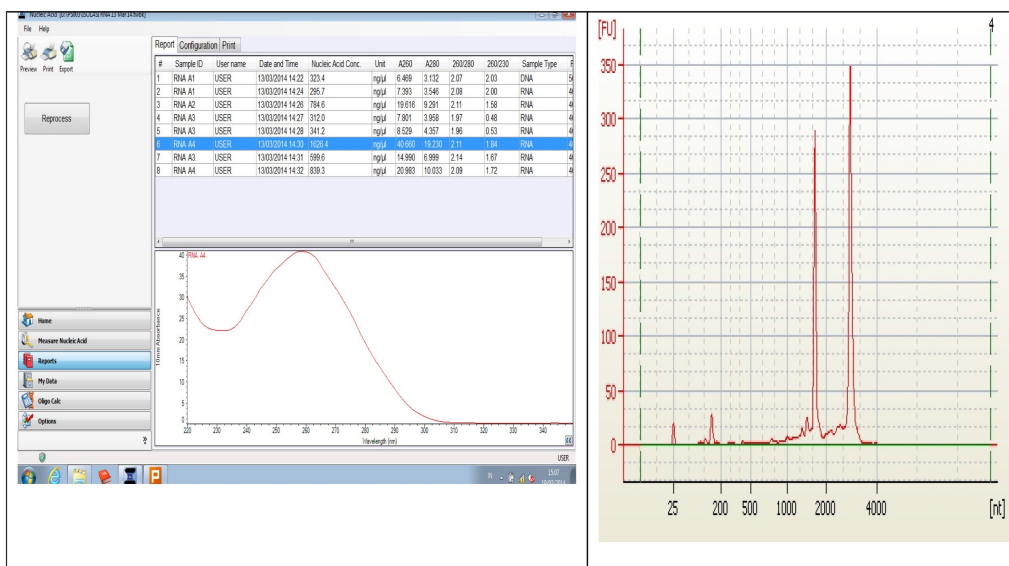 Nucleic Acid
File Help
Preview Print Export
Reprocess
Report Configuration Print
# Sample ID User name Date and Time Nucleic Acid Conc. Unit A260 A280 260/280 260/230 Sample Type
1 RNA A1 USER 13/03/2014 14:22 323.4 ng/µl 6.469 3.132 2.07 2.03 DNA
2 RNA A1 USER 13/03/2014 14:24 295.7 ng/µl 7.393 3.546 2.08 2.00 RNA
3 RNA A2 USER 13/03/2014 14:26 784.6 ng/µl 19.616 9.291 2.11 1.58 RNA
4 RNA A3 USER 13/03/2014 14:27 312.0 ng/µl 7.801 3.958 1.97 0.48 RNA
5 RNA A3 USER 13/03/2014 14:28 341.2 ng/µl 8.529 4.357 1.96 0.53 RNA
6 RNA A4 USER 13/03/2014 14:30 1626.4 ng/µl 40.660 19.230 2.11 1.84 RNA
7 RNA A3 USER 13/03/2014 14:31 599.6 ng/µl 14.990 6.999 2.14 1.67 RNA
8 RNA A4 USER 13/03/2014 14:32 839.3 ng/µl 20.983 10.033 2.09 1.72 RNA
RNA A4
40
35
30
25
20
15
10
5
0
10mm Absorbance
220 230 240 250 260 270 280 290 300 310 320 330 340
Wavelength (nm)
Home
Measure Nucleic Acid
Reports
My Data
Oligo Calc
Options
USER
IN 15:07
[FU] 4
350
300
250
200
150
100
50
0
25 200 500 1000 2000 4000 [nt]